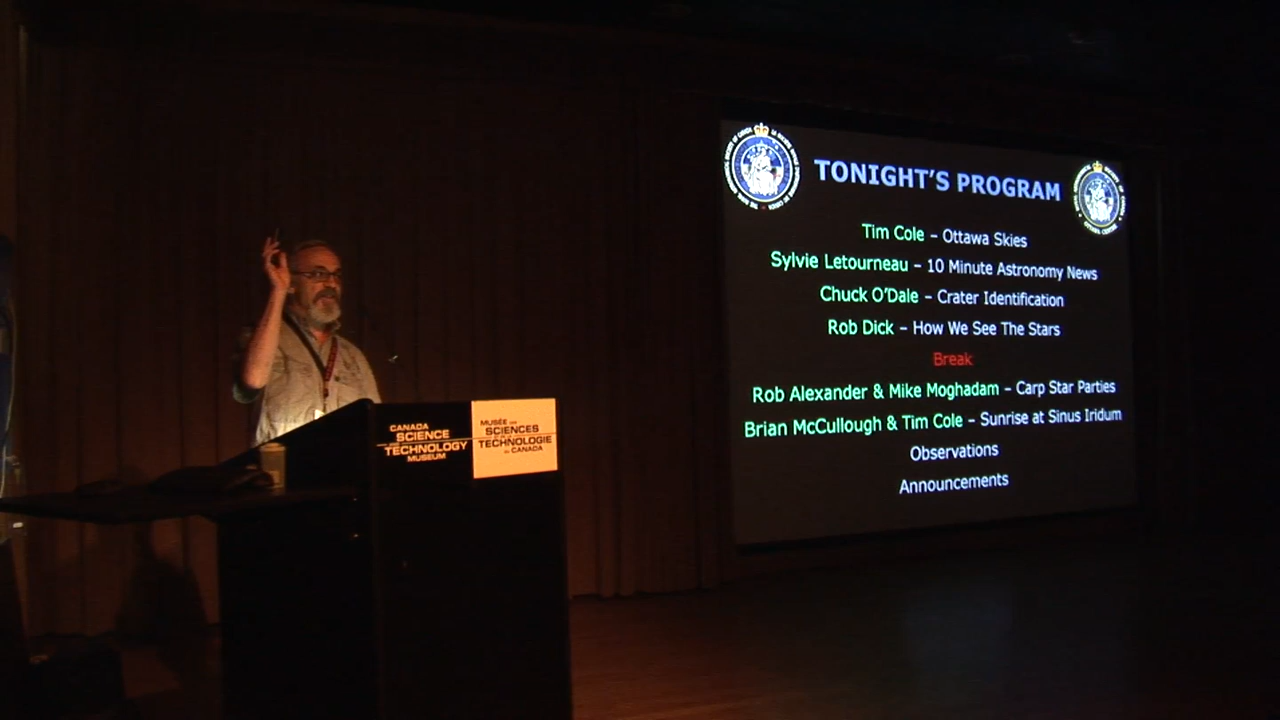 TONIGHT'S PROGRAM
Tim Cole – Ottawa Skies
Sylvie Letourneau – 10 Minute Astronomy News
Chuck O'Dale – Crater Identification
Rob Dick – How We See The Stars
Break
Rob Alexander & Mike Moghadam – Carp Star Parties
Brian McCullough & Tim Cole – Sunrise at Sinus Iridum
Observations
Announcements
CANADA
SCIENCE
TECHNOLOGY
MUSEUM
MUSÉE
SCIENCES
TECHNOLOGIE
CANADA